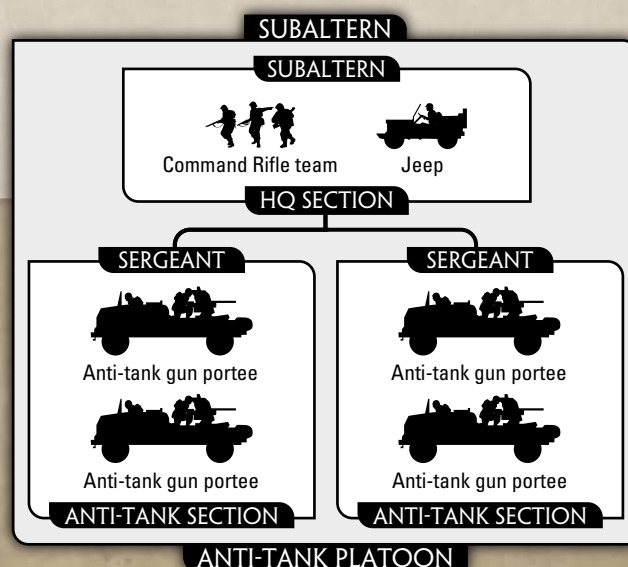 SUBALTERN
SUBALTERN
Command Rifle team
Jeep
HQ SECTION
SERGEANT
Anti-tank gun portee
Anti-tank gun portee
ANTI-TANK SECTION
SERGEANT
Anti-tank gun portee
Anti-tank gun portee
ANTI-TANK SECTION
ANTI-TANK PLATOON